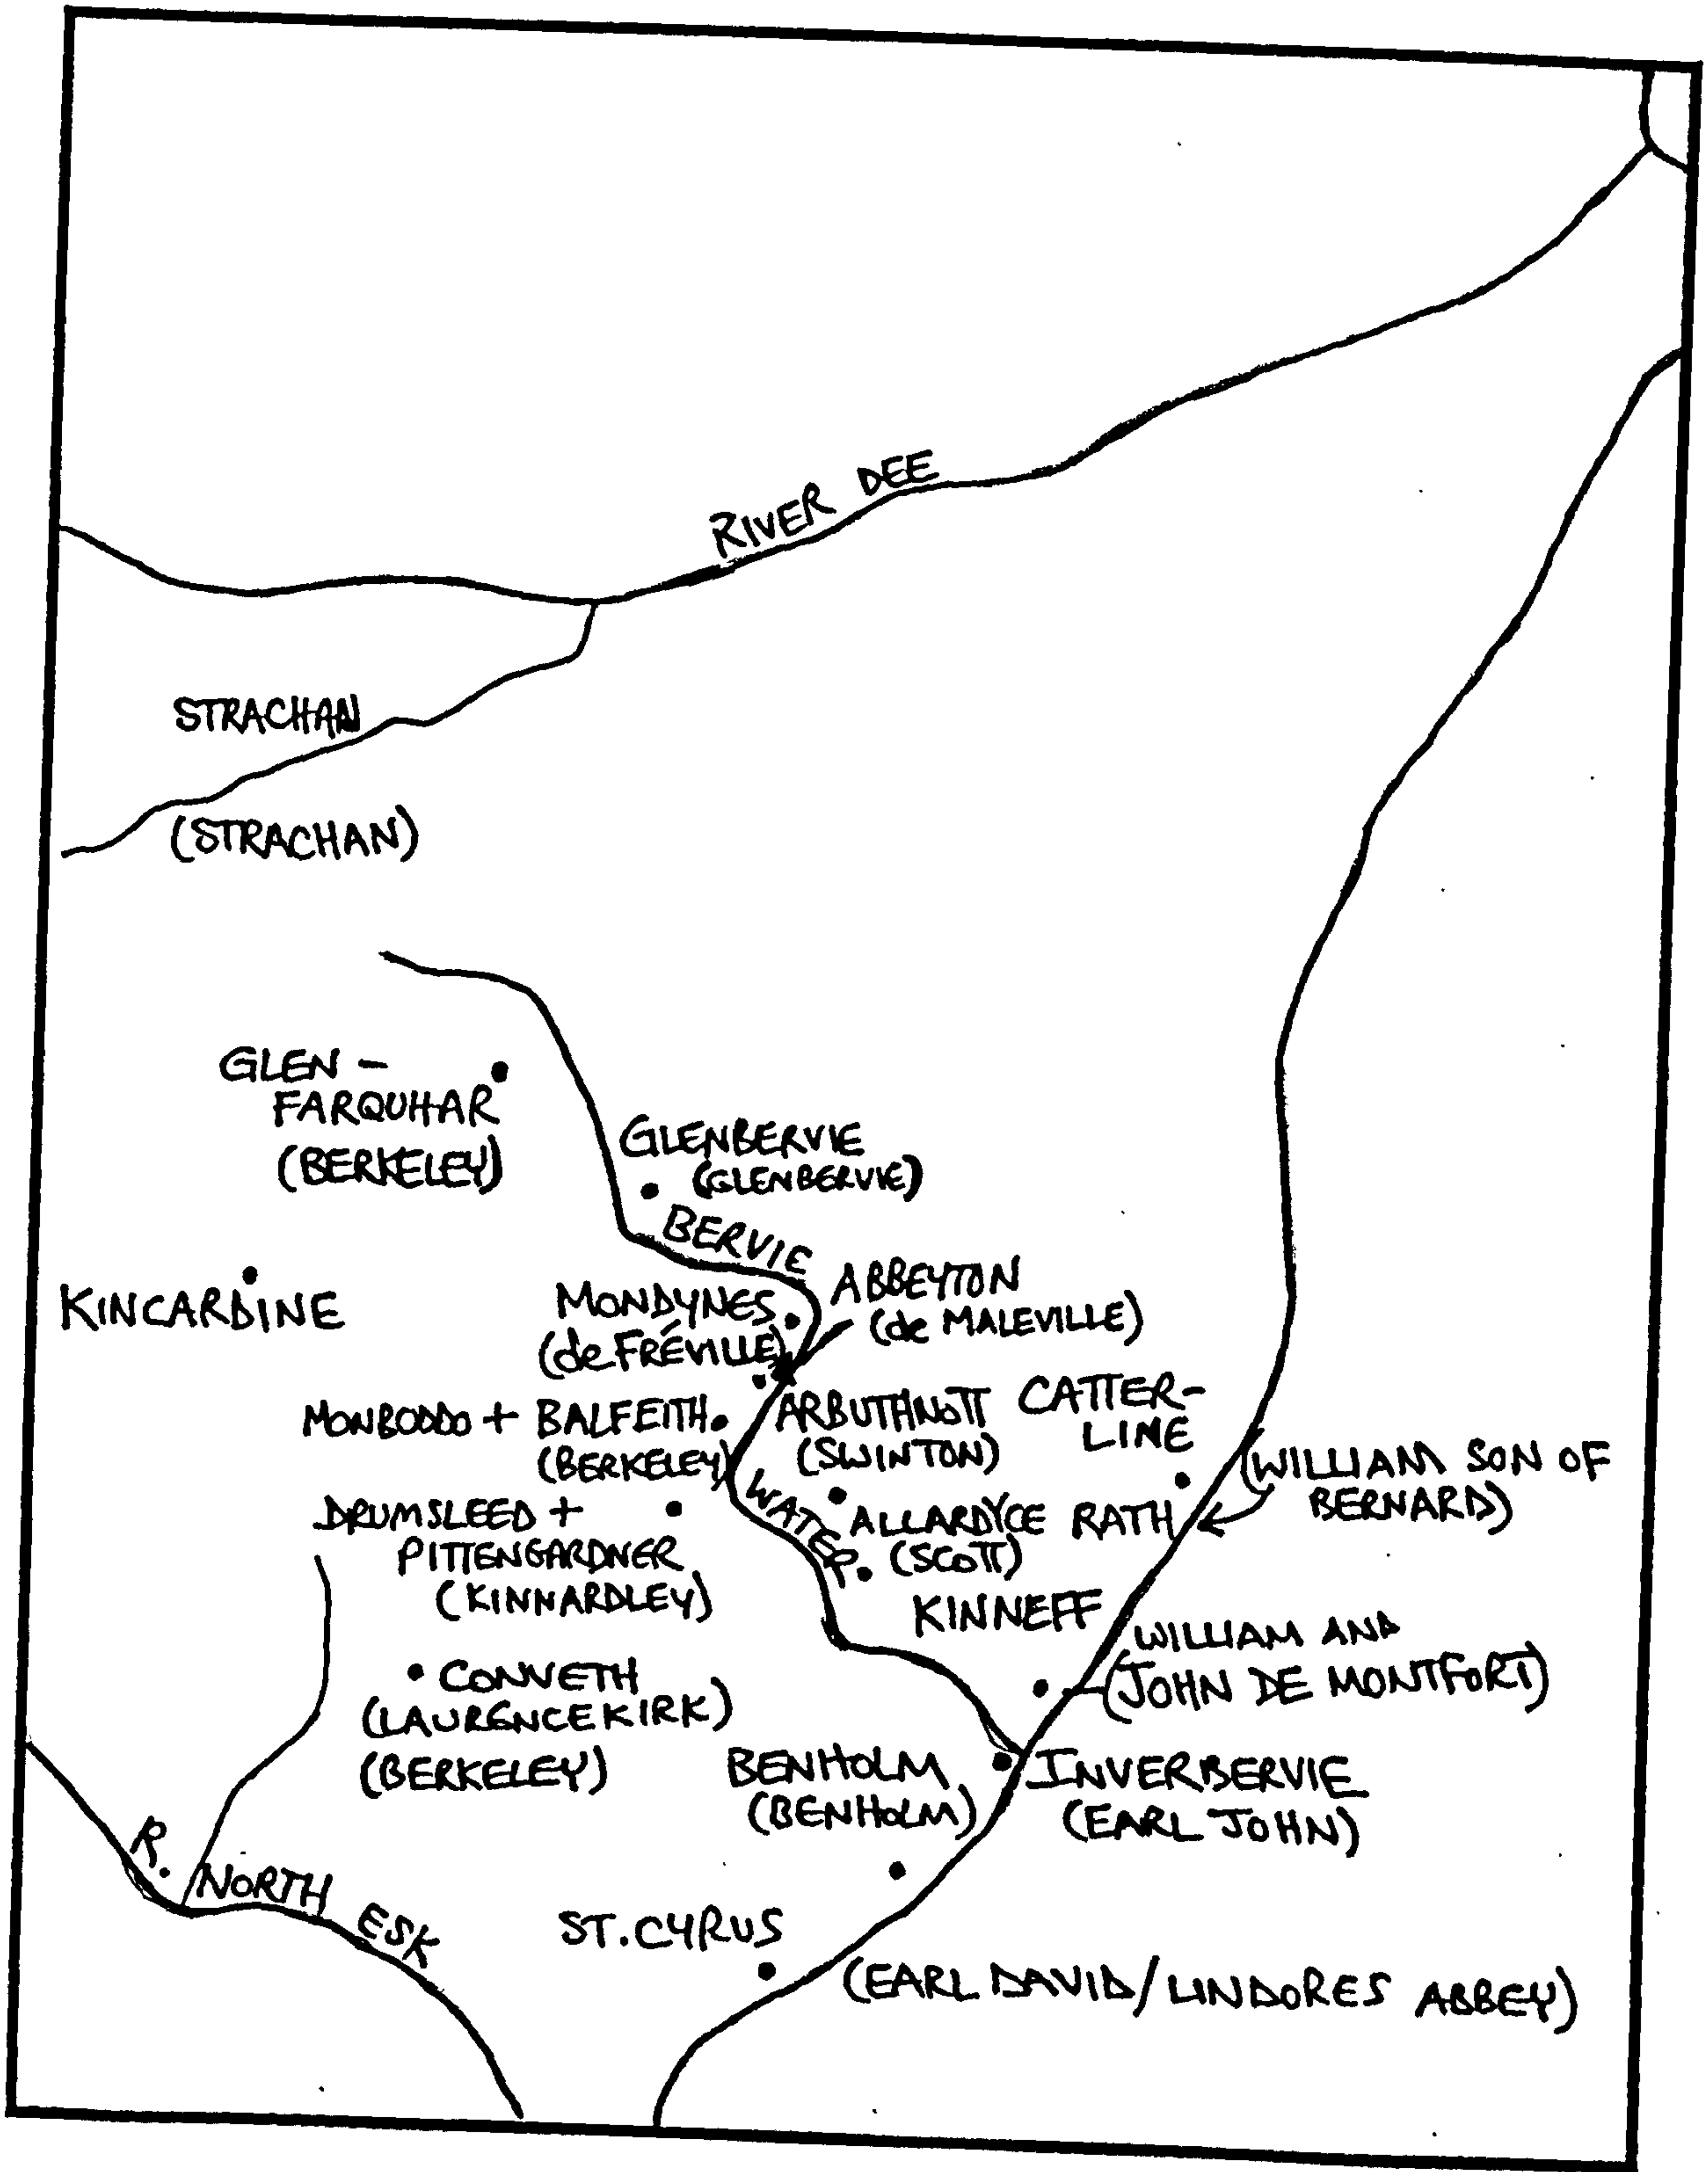 RIVER DEE
STRACHAN
(STRACHAN)
GLEN –
FARQUHAR
(BERKELEY)
GLENBERVIE
(GLENBERVIE)
BERVIE
KINCARDINE
MONDYNES
(de FRÉVILLE)
ABBEYTON
(de MALEVILLE)
MONBODDO + BALFEITH
(BERKELEY)
ARBUTHNOTT
(SWINTON)
CATTER-
LINE
(WILLIAM SON OF
BERNARD)
WATER
DRUMSLEED +
PITTENGARDNER
(KINNARDLEY)
ALLARDYCE
(SCOTT)
RATH
KINNEFF
WILLIAM AND
(JOHN DE MONTFORT)
CONVETH
(LAURENCEKIRK)
(BERKELEY)
BENHOLM
(BENHOLM)
INVERBERVIE
(EARL JOHN)
R. NORTH ESK
ST. CYRUS
(EARL DAVID/LINDORES ABBEY)